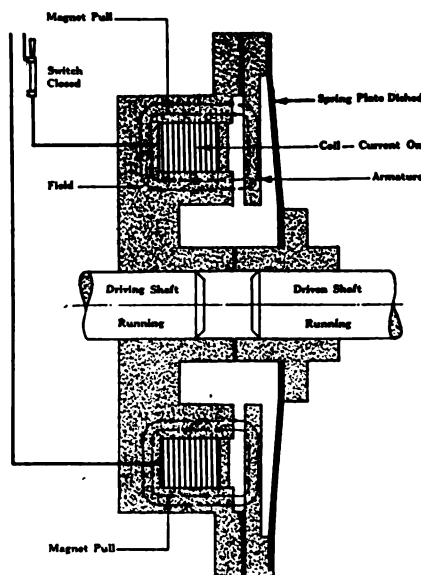 Magnet Pull
Switch
Closed
Spring Plate Dished
Coil — Current On
Armature
Field
Driving Shaft
Running
Driven Shaft
Running
Magnet Pull